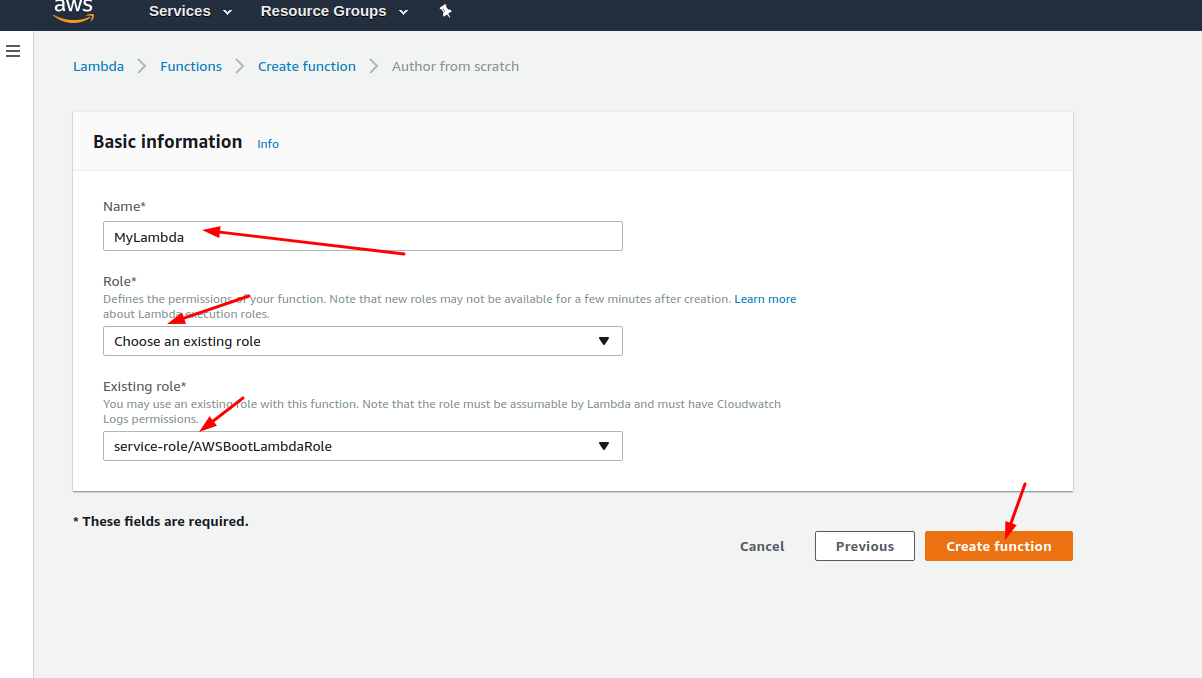 aws Services Resource Groups
Lambda Functions Create function Author from scratch
Basic information Info
Name*
MyLambda
Role*
Defines the permissions of your function. Note that new roles may not be available for a few minutes after creation. Learn more
about Lambda execution roles.
Choose an existing role
Existing role*
You may use an existing role with this function. Note that the role must be assumable by Lambda and must have Cloudwatch
Logs permissions.
service-role/AWSBootLambdaRole
* These fields are required.
Cancel Previous Create function